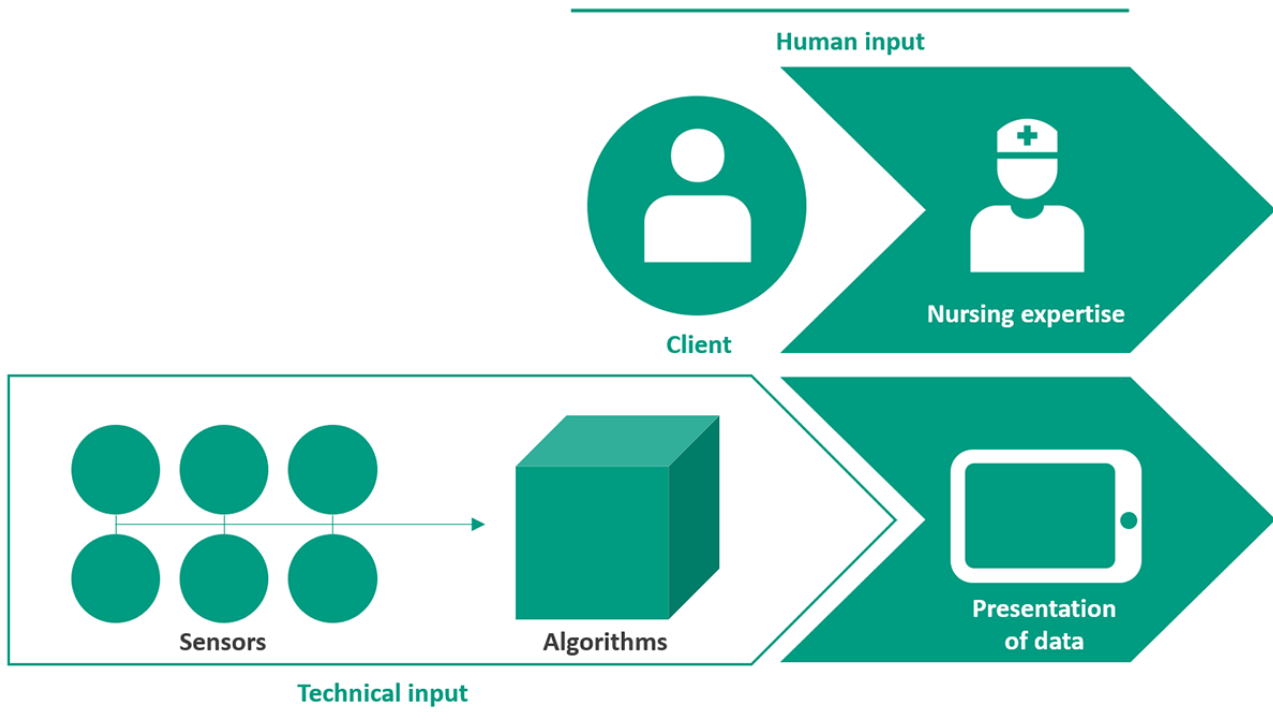 Human input
Nursing expertise
Client
Sensors
Algorithms
Presentation
of data
Technical input